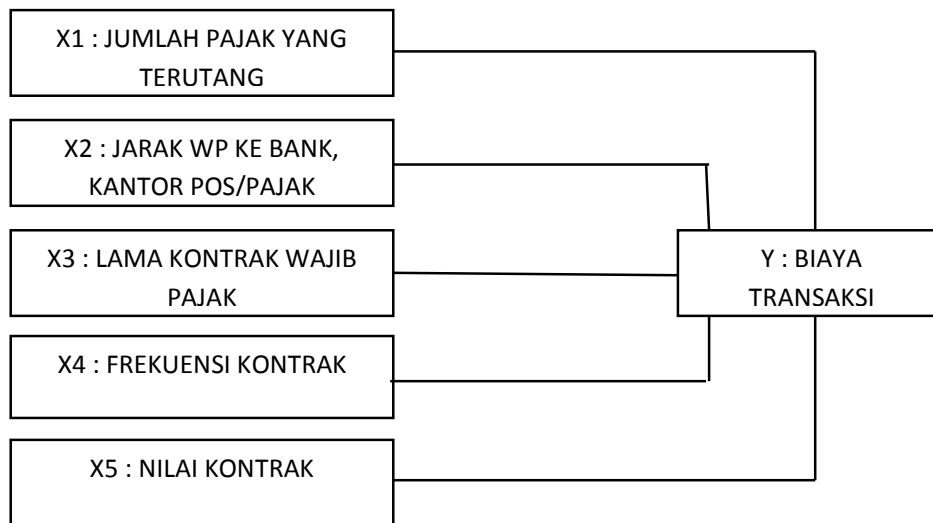 X1 : JUMLAH PAJAK YANG
TERUTANG
X2 : JARAK WP KE BANK,
KANTOR POS/PAJAK
X3 : LAMA KONTRAK WAJIB
PAJAK
Y : BIAYA
TRANSAKSI
X4 : FREKUENSI KONTRAK
X5 : NILAI KONTRAK